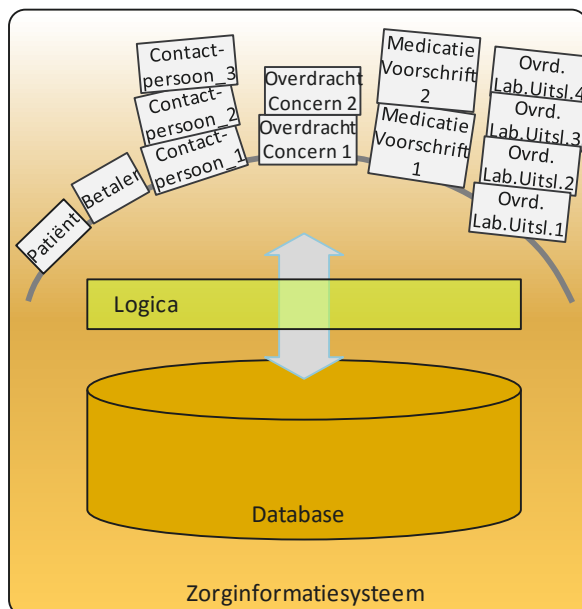 Patiënt
Betaler
Contact-
persoon_3
Contact-
persoon_2
Contact-
persoon_1
Overdracht
Concern 2
Overdracht
Concern 1
Medicatie
Voorschrift
2
Medicatie
Voorschrift
1
Ovrd.
Lab.Uitsl.4
Ovrd.
Lab.Uitsl.3
Ovrd.
Lab.Uitsl.2
Ovrd.
Lab.Uitsl.1
Logica
Database
Zorginformatiesysteem